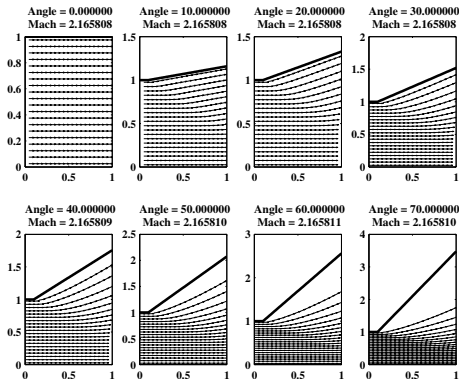 Angle = 0.000000 Angle = 10.000000 Angle = 20.000000 Angle = 30.000000
Mach = 2.165808 Mach = 2.165808 Mach = 2.165808 Mach = 2.165808
1 1.5 1.5 2
0.8
0.6 1 1 1.5
1
0.4 0.5 0.5
0.2 0.5
0 0 0 0
0 0.5 1 0 0.5 1 0 0.5 1 0 0.5 1
Angle = 40.000000 Angle = 50.000000 Angle = 60.000000 Angle = 70.000000
Mach = 2.165809 Mach = 2.165810 Mach = 2.165811 Mach = 2.165810
2 2.5 3 4
1.5 2 3
1.5 2
1 2
1 1
0.5 0.5 1
0 0 0 0
0 0.5 1 0 0.5 1 0 0.5 1 0 0.5 1